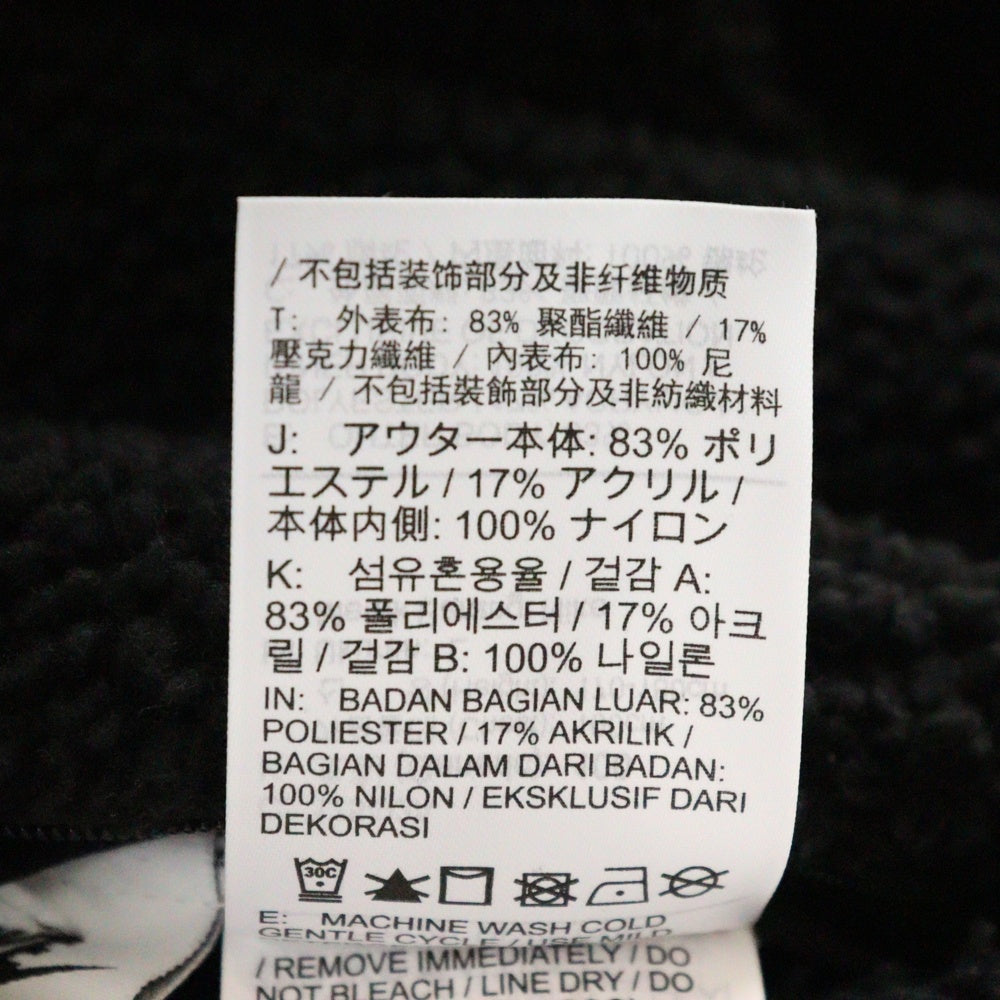 / 不包括装饰部分及非纤维物质
T: 外表布: 83% 聚酯纖維 / 17%
壓克力纖維 / 內表布: 100% 尼
龍 / 不包括裝飾部分及非紡織材料
J: アウター本体: 83% ポリ
エステル / 17% アクリル /
本体内側: 100% ナイロン
K: 섬유혼용율 / 겉감 A:
83% 폴리에스터 / 17% 아크
릴 / 겉감 B: 100% 나일론
IN: BADAN BAGIAN LUAR: 83%
POLIESTER / 17% AKRILIK /
BAGIAN DALAM DARI BADAN:
100% NILON / EKSKLUSIF DARI
DEKORASI
30C
E: MACHINE WASH COLD
GENTLE CYCLE / USE MILD
/ REMOVE IMMEDIATELY / DO
NOT BLEACH / LINE DRY / DO